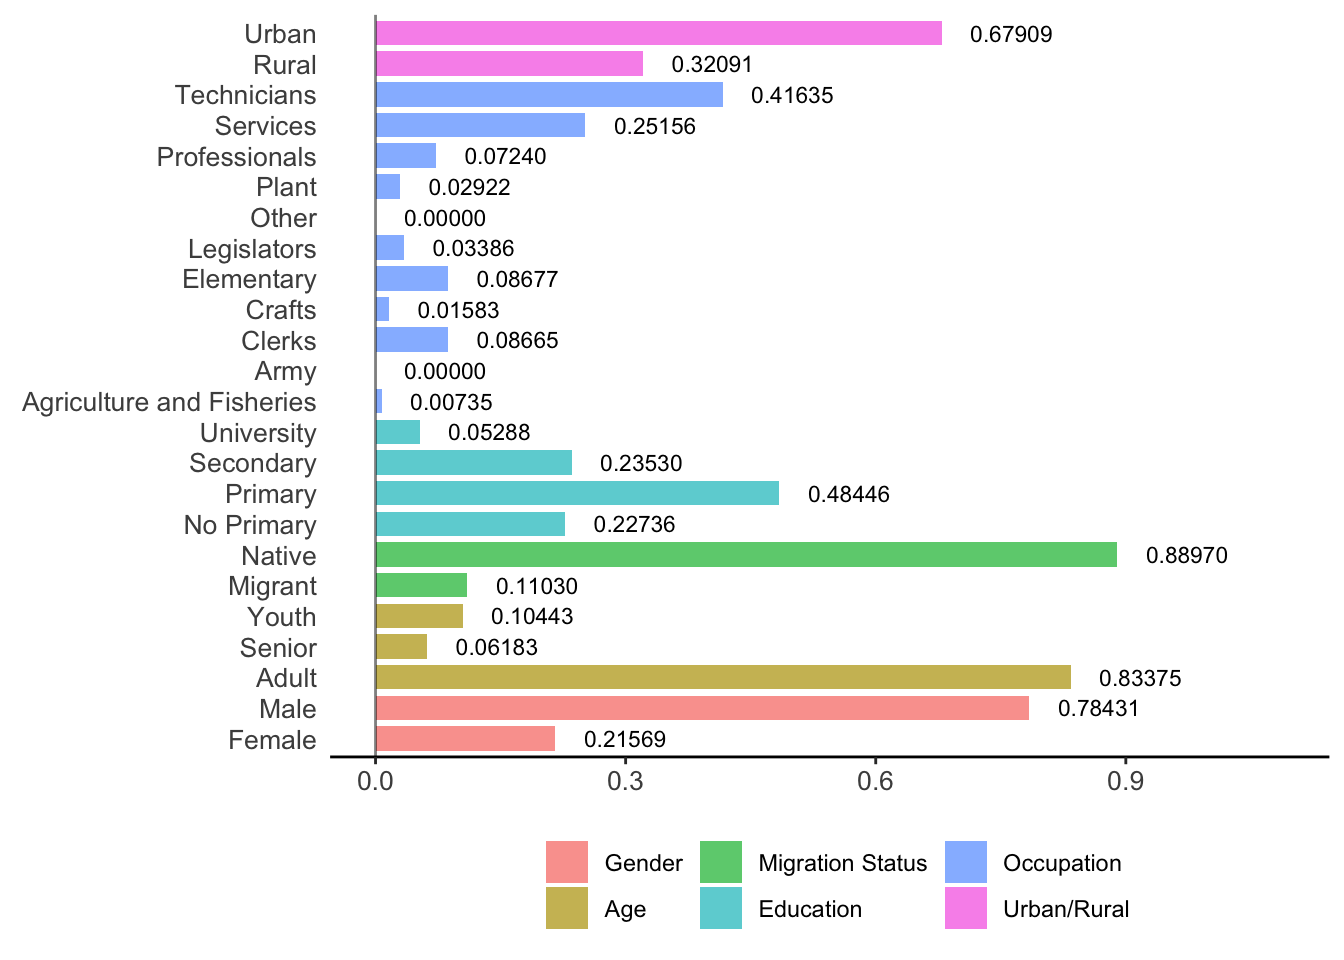 Urban 0.67909
Rural 0.32091
Technicians 0.41635
Services 0.25156
Professionals 0.07240
Plant 0.02922
Other 0.00000
Legislators 0.03386
Elementary 0.08677
Crafts 0.01583
Clerks 0.08665
Army 0.00000
Agriculture and Fisheries 0.00735
University 0.05288
Secondary 0.23530
Primary 0.48446
No Primary 0.22736
Native 0.88970
Migrant 0.11030
Youth 0.10443
Senior 0.06183
Adult 0.83375
Male 0.78431
Female 0.21569
0.0 0.3 0.6 0.9
Gender Migration Status Occupation
Age Education Urban/Rural